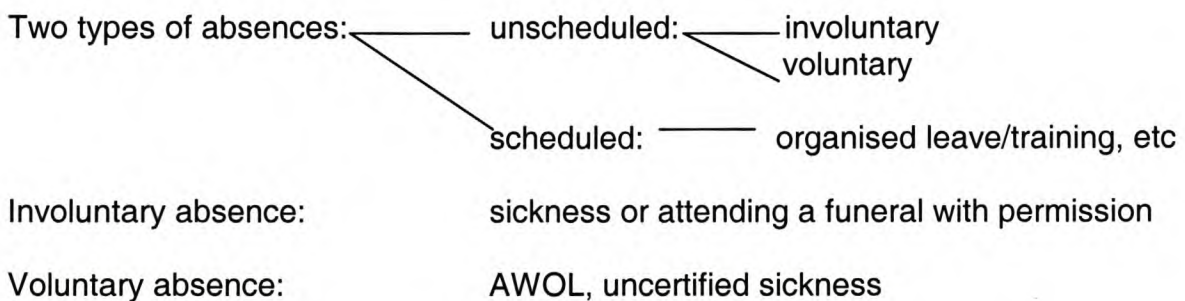 Two types of absences: unscheduled: involuntary
voluntary
scheduled: organised leave/training, etc
Involuntary absence: sickness or attending a funeral with permission
Voluntary absence: AWOL, uncertified sickness